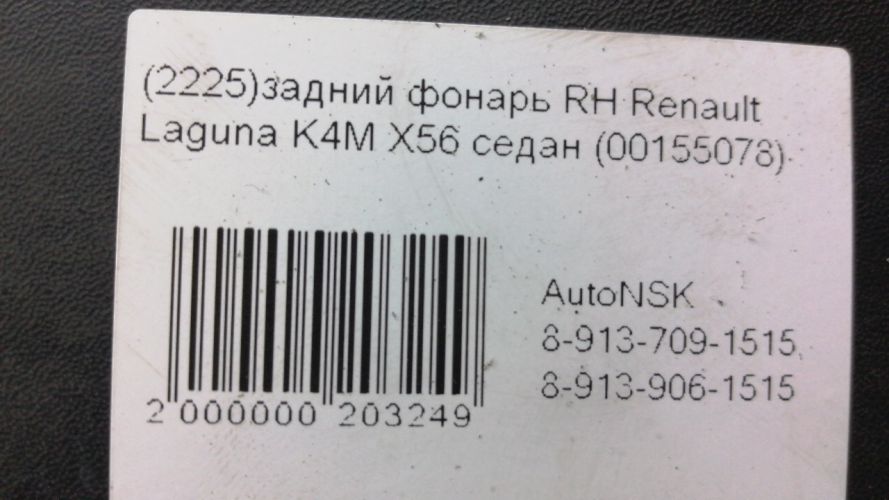 (2225)задний фонарь RH Renault
Laguna K4M X56 седан (00155078)
AutoNSK
8-913-709-1515
8-913-906-1515
2 000000 203249